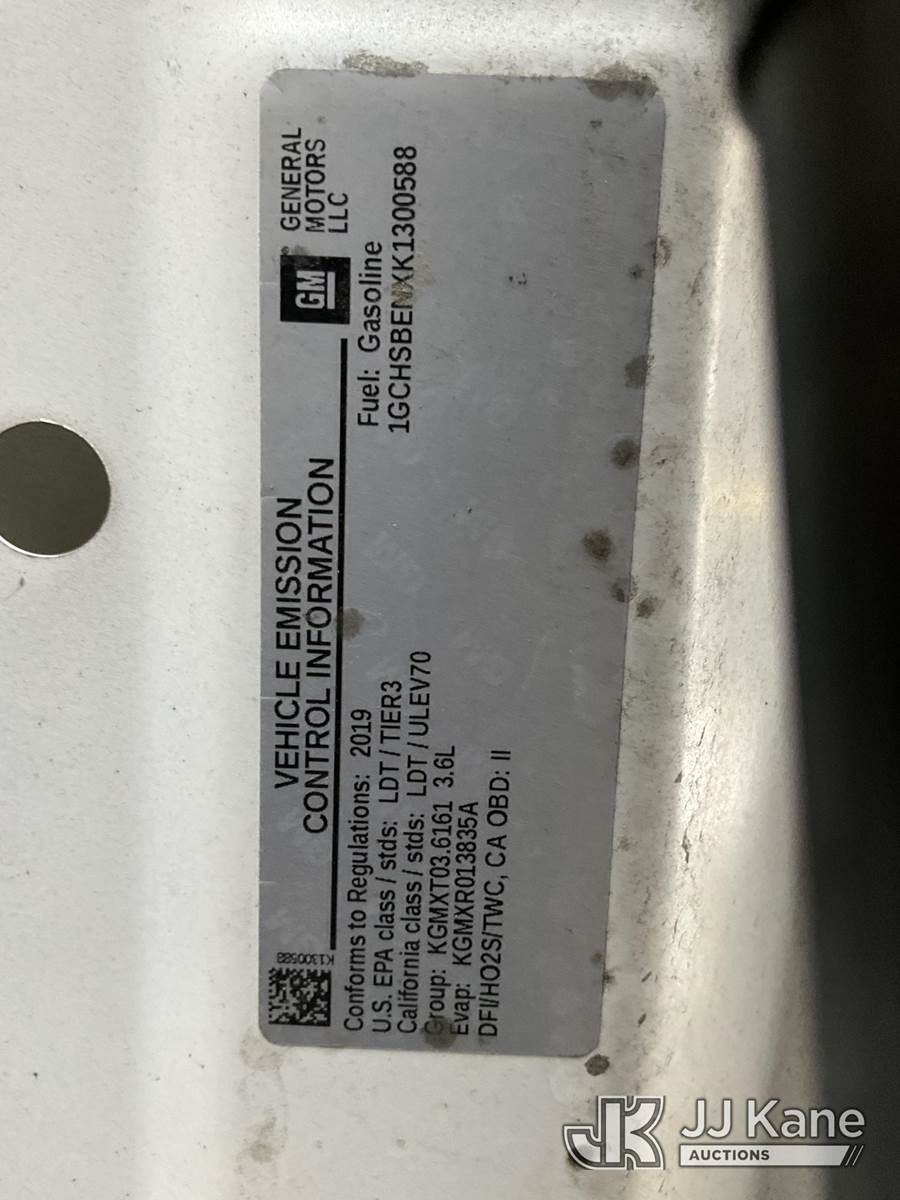 VEHICLE EMISSION
CONTROL INFORMATION
GM
GENERAL
MOTORS
LLC
K1300588
Conforms to Regulations: 2019
U.S. EPA class / stds: LDT / TIER3
California class / stds: LDT / ULEV70
Group: KGMXT03.6161 3.6L
Evap: KGMXR013835A
DFI/HO2S/TWC, CA OBD: II
Fuel: Gasoline
1GCHSBENXK1300588
JK JJ Kane
AUCTIONS